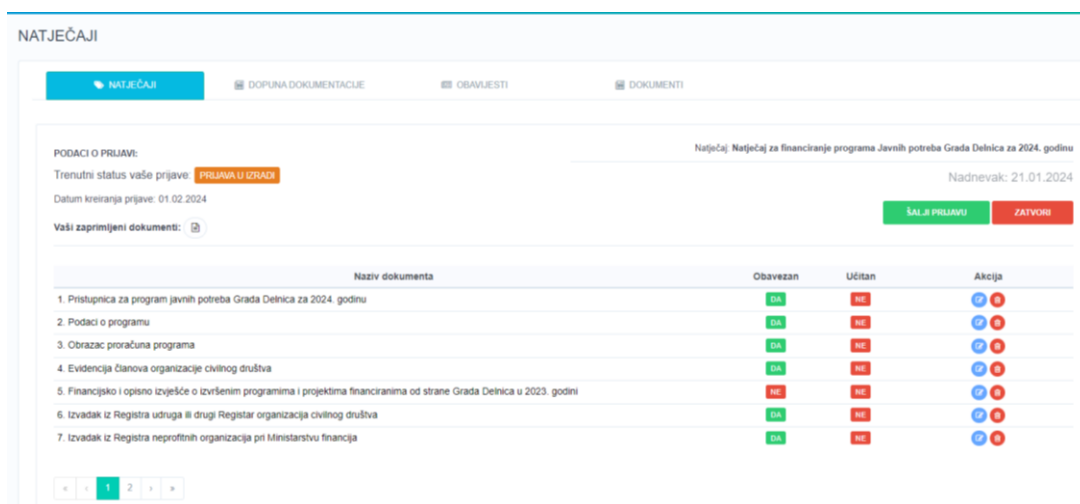 NATJEČAJI
NATJEČAJI DOPUNA DOKUMENTACIJE OBAVIJESTI DOKUMENTI
PODACI O PRIJAVI:
Natječaj: Natječaj za financiranje programa Javnih potreba Grada Delnica za 2024. godinu
Trenutni status vaše prijave: PRIJAVA U IZRADI
Nadnevak: 21.01.2024
Datum kreiranja prijave: 01.02.2024
ŠALJI PRIJAVU ZATVORI
Vaši zaprimljeni dokumenti:
Naziv dokumenta Obavezan Učitan Akcija
1. Pristupnica za program javnih potreba Grada Delnica za 2024. godinu DA NE
2. Podaci o programu DA NE
3. Obrazac proračuna programa DA NE
4. Evidencija članova organizacije civilnog društva DA NE
5. Financijsko i opisno izvješće o izvršenim programima i projektima financiranima od strane Grada Delnica u 2023. godini NE NE
6. Izvadak iz Registra udruga ili drugi Registar organizacija civilnog društva DA NE
7. Izvadak iz Registra neprofitnih organizacija pri Ministarstvu financija DA NE
« ‹ 1 2 › »